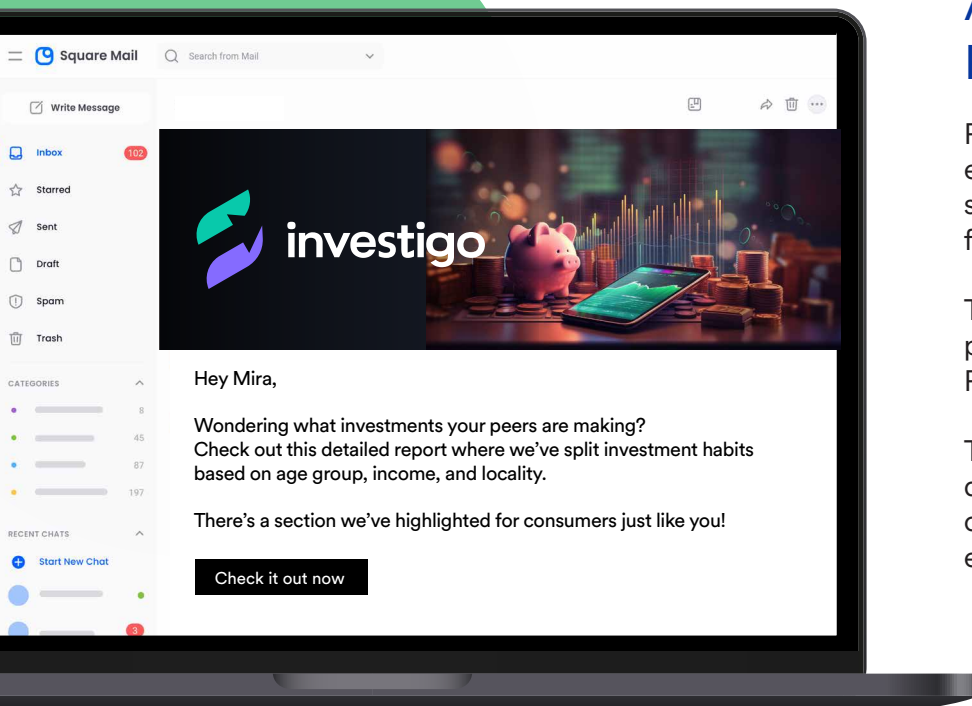 Square Mail
Search from Mail
Write Message
Inbox
102
Starred
Sent
Draft
Spam
Trash
CATEGORIES
8
45
87
197
RECENT CHATS
Start New Chat
3
investigo
Hey Mira,
Wondering what investments your peers are making?
Check out this detailed report where we've split investment habits
based on age group, income, and locality.
There's a section we've highlighted for consumers just like you!
Check it out now